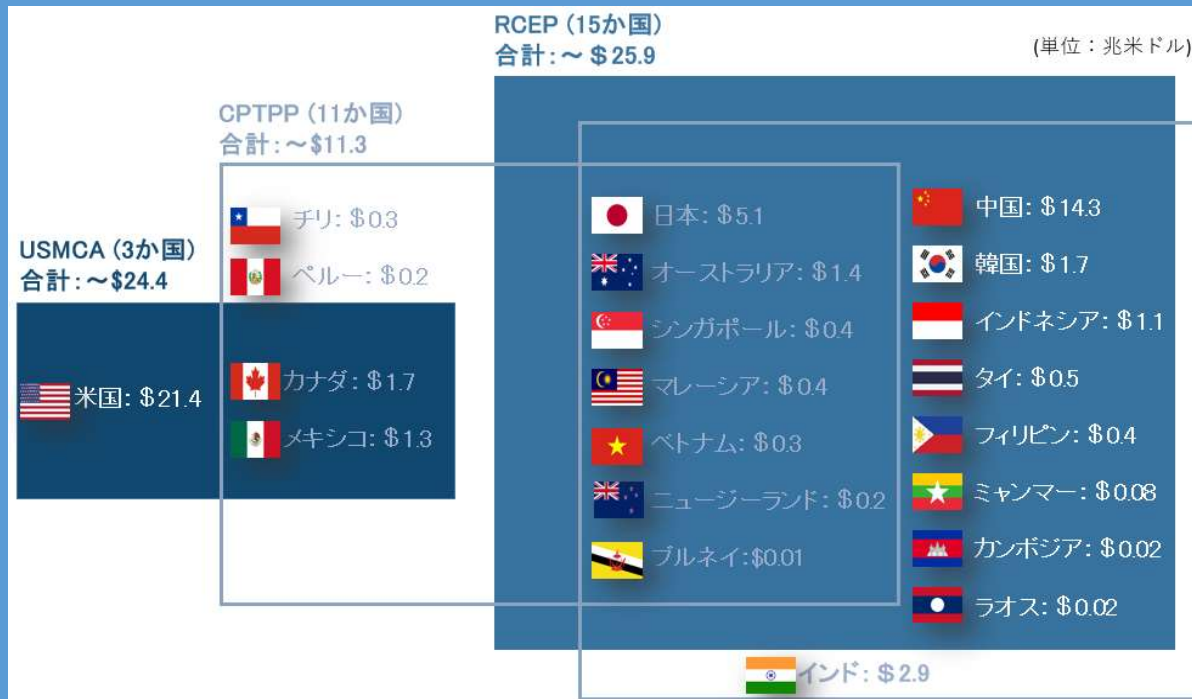 RCEP (15か国)
合計:～ $25.9
(単位：兆米ドル)
CPTPP (11か国)
合計:～$11.3
USMCA (3か国)
合計:～$24.4
チリ: $0.3
ペルー: $0.2
米国: $21.4
カナダ: $1.7
メキシコ: $1.3
日本: $5.1
オーストラリア: $1.4
シンガポール: $0.4
マレーシア: $0.4
ベトナム: $0.3
ニュージーランド: $0.2
ブルネイ:$0.01
中国: $14.3
韓国: $1.7
インドネシア: $1.1
タイ: $0.5
フィリピン: $0.4
ミャンマー: $0.08
カンボジア: $0.02
ラオス: $0.02
インド: $2.9